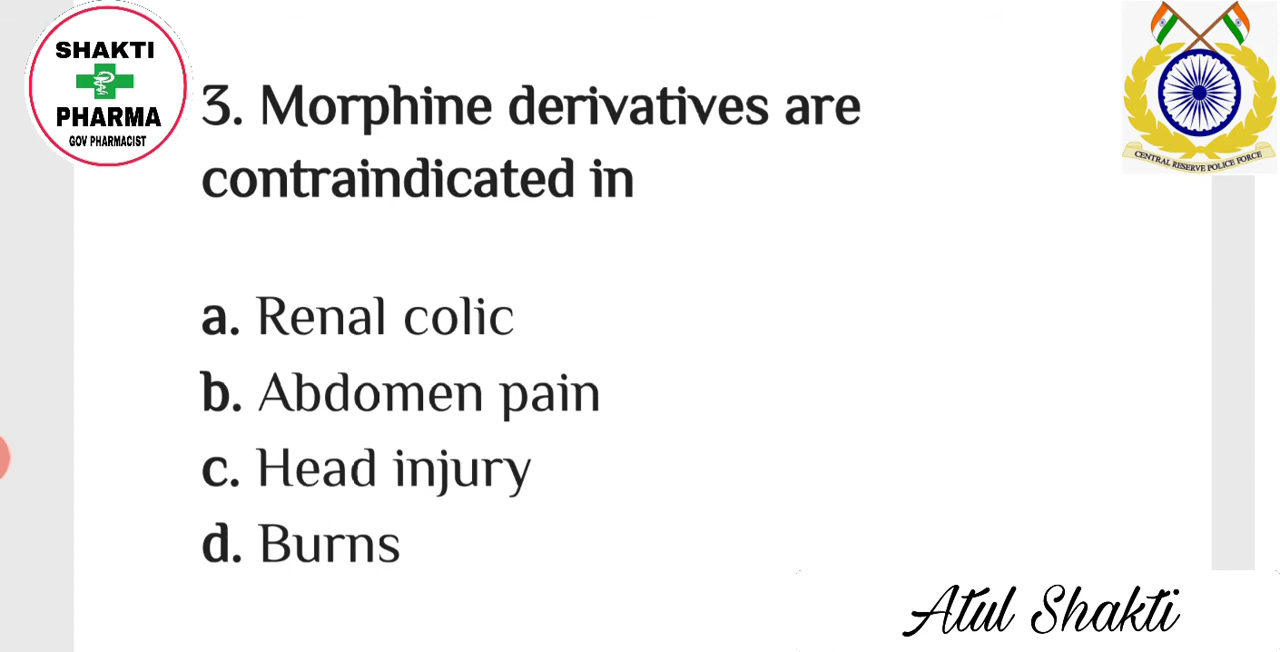 SHAKTI
PHARMA
GOV PHARMACIST
CENTRAL RESERVE POLICE FORCE
3. Morphine derivatives are
contraindicated in
a. Renal colic
b. Abdomen pain
c. Head injury
d. Burns
Atul Shakti